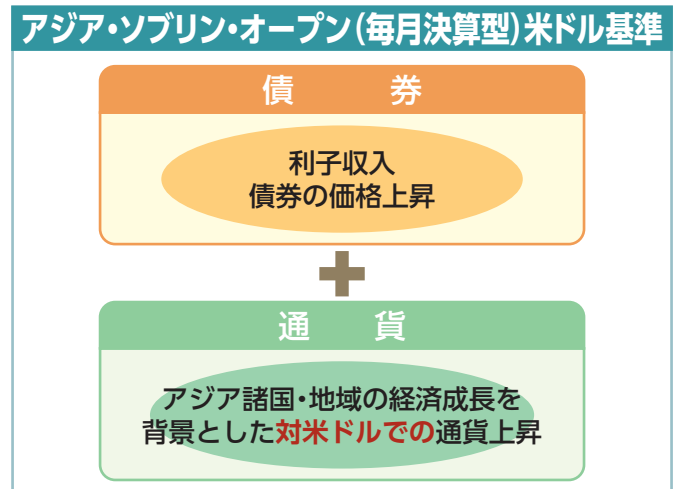 アジア・ソブリン・オープン(毎月決算型)米ドル基準
債 券
利子収入
債券の価格上昇
通 貨
アジア諸国・地域の経済成長を
背景とした対米ドルでの通貨上昇